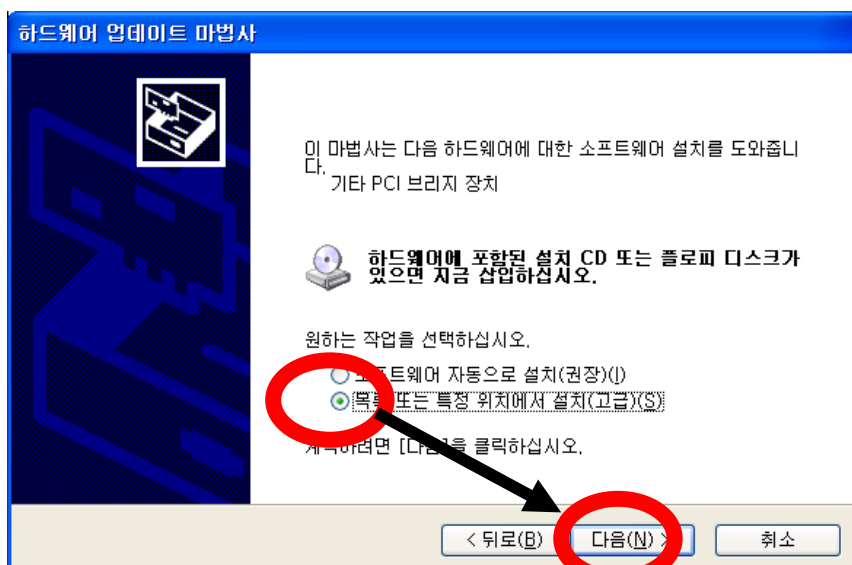 하드웨어 업데이트 마법사
이 마법사는 다음 하드웨어에 대한 소프트웨어 설치를 도와줍니
다.
기타 PCI 브리지 장치
하드웨어에 포함된 설치 CD 또는 플로피 디스크가
있으면 지금 삽입하십시오.
원하는 작업을 선택하십시오.
소프트웨어 자동으로 설치(권장)(I)
목록 또는 특정 위치에서 설치(고급)(S)
계속하려면 [다음]을 클릭하십시오.
< 뒤로(B)
다음(N) >
취소